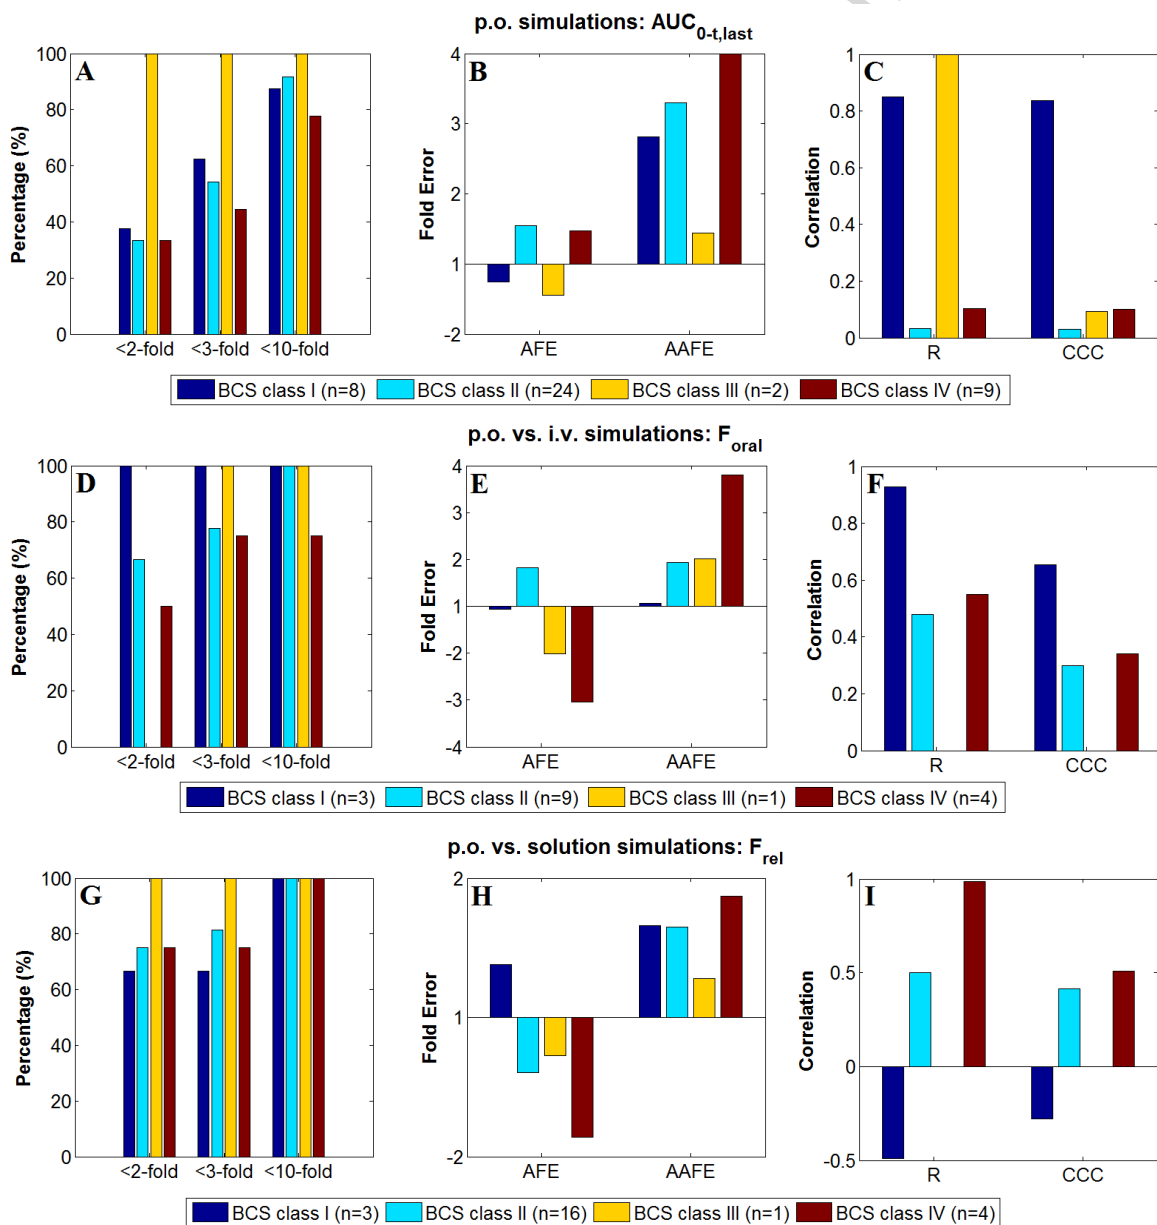 p.o. simulations: AUC0-t,last
A
B
C
Percentage (%)
100
80
60
40
20
0
<2-fold
<3-fold
<10-fold
Fold Error
4
3
2
1
-2
AFE
AAFE
Correlation
1
0.8
0.6
0.4
0.2
0
R
CCC
BCS class I (n=8) BCS class II (n=24) BCS class III (n=2) BCS class IV (n=9)
p.o. vs. i.v. simulations: Foral
D
E
F
Percentage (%)
100
80
60
40
20
0
<2-fold
<3-fold
<10-fold
Fold Error
4
3
2
1
-2
-3
-4
AFE
AAFE
Correlation
1
0.8
0.6
0.4
0.2
0
R
CCC
BCS class I (n=3) BCS class II (n=9) BCS class III (n=1) BCS class IV (n=4)
p.o. vs. solution simulations: Frel
G
H
I
Percentage (%)
100
80
60
40
20
0
<2-fold
<3-fold
<10-fold
Fold Error
2
1
-2
AFE
AAFE
Correlation
1
0.5
0
-0.5
R
CCC
BCS class I (n=3) BCS class II (n=16) BCS class III (n=1) BCS class IV (n=4)